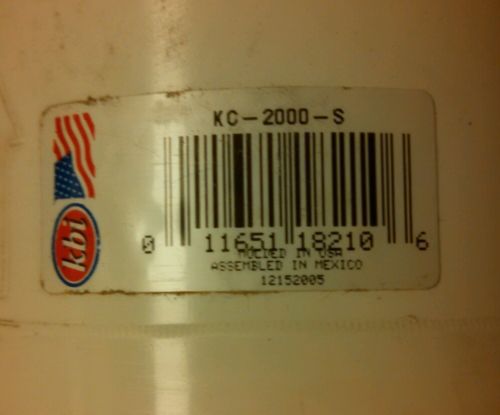 KC-2000-S
kbi
0 11651 18210 6
MOLDED IN USA
ASSEMBLED IN MEXICO
12152005